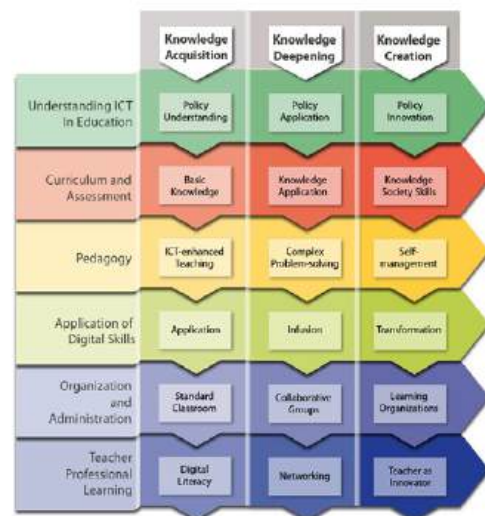 Knowledge
Acquisition
Knowledge
Deepening
Knowledge
Creation
Understanding ICT
In Education
Policy
Understanding
Policy
Application
Policy
Innovation
Curriculum and
Assessment
Basic
Knowledge
Knowledge
Application
Knowledge
Society Skills
Pedagogy
ICT-enhanced
Teaching
Complex
Problem-solving
Self-
management
Application of
Digital Skills
Application
Infusion
Transformation
Organization
and
Administration
Standard
Classroom
Collaborative
Groups
Learning
Organizations
Teacher
Professional
Learning
Digital
Literacy
Networking
Teacher as
Innovator